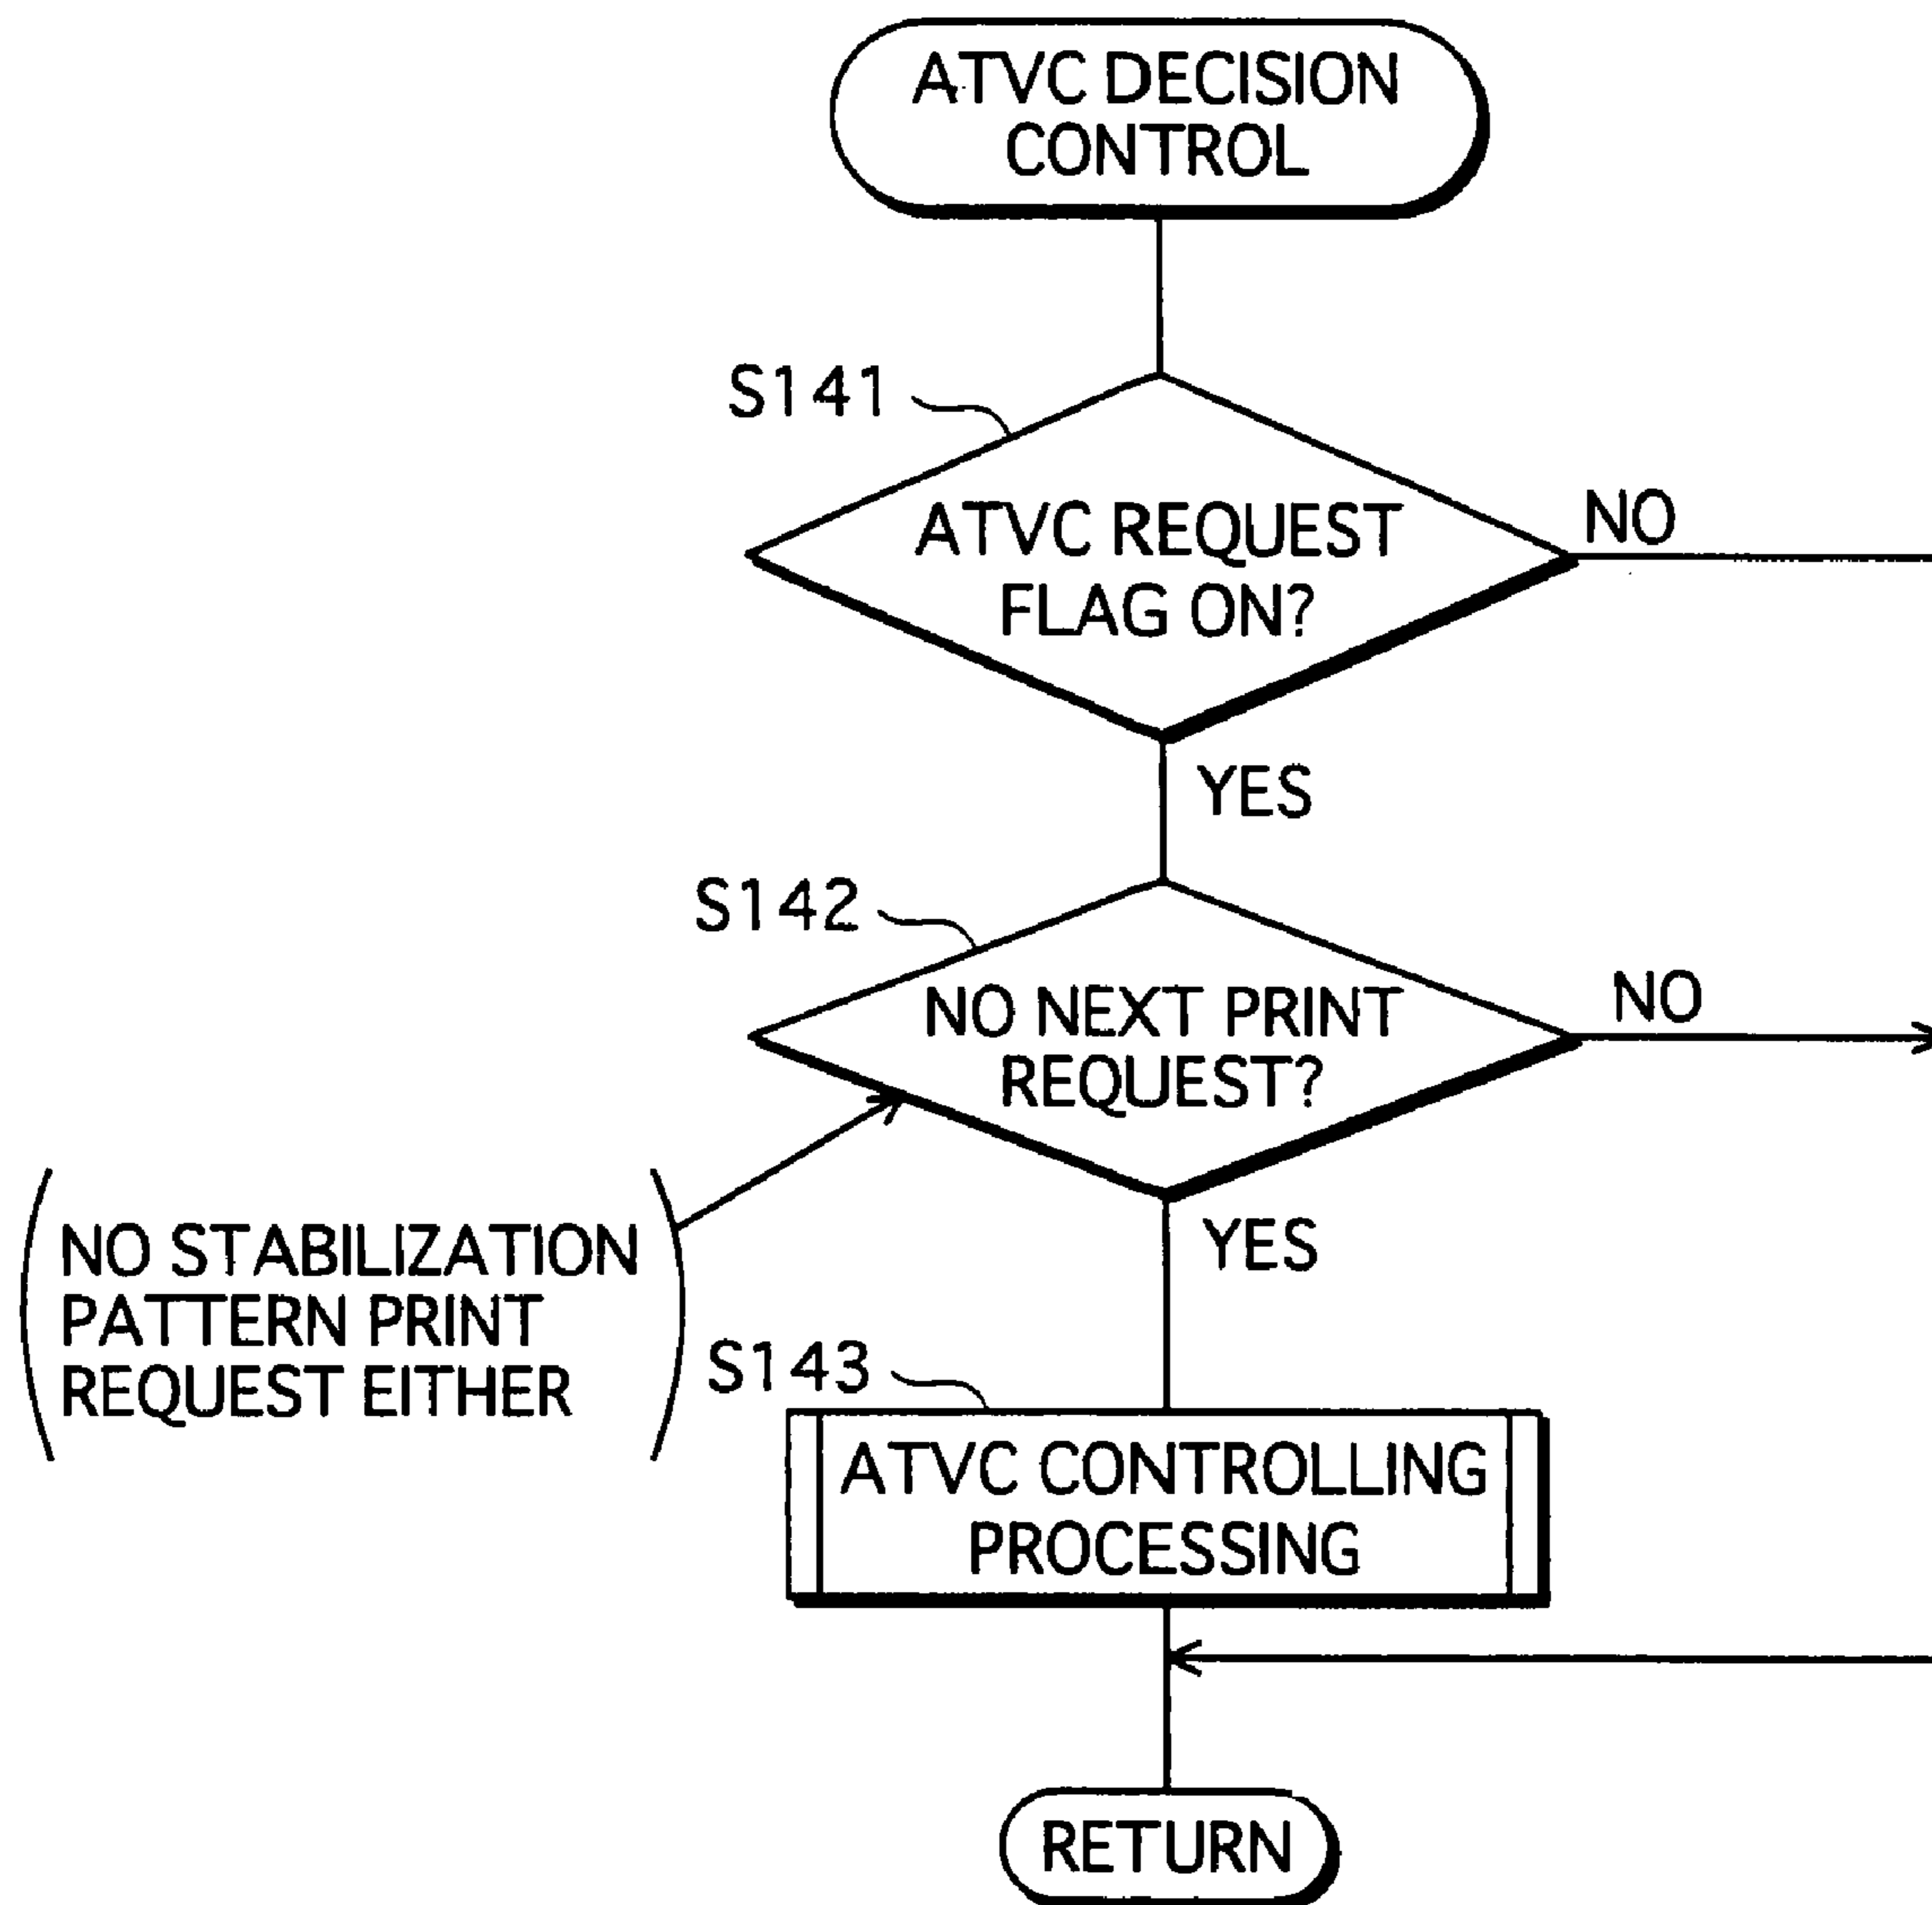 ATVC DECISION
CONTROL
S141
ATVC REQUEST
FLAG ON?
NO
YES
S142
NO NEXT PRINT
REQUEST?
NO
YES
NO STABILIZATION
PATTERN PRINT
REQUEST EITHER
S143
ATVC CONTROLLING
PROCESSING
RETURN